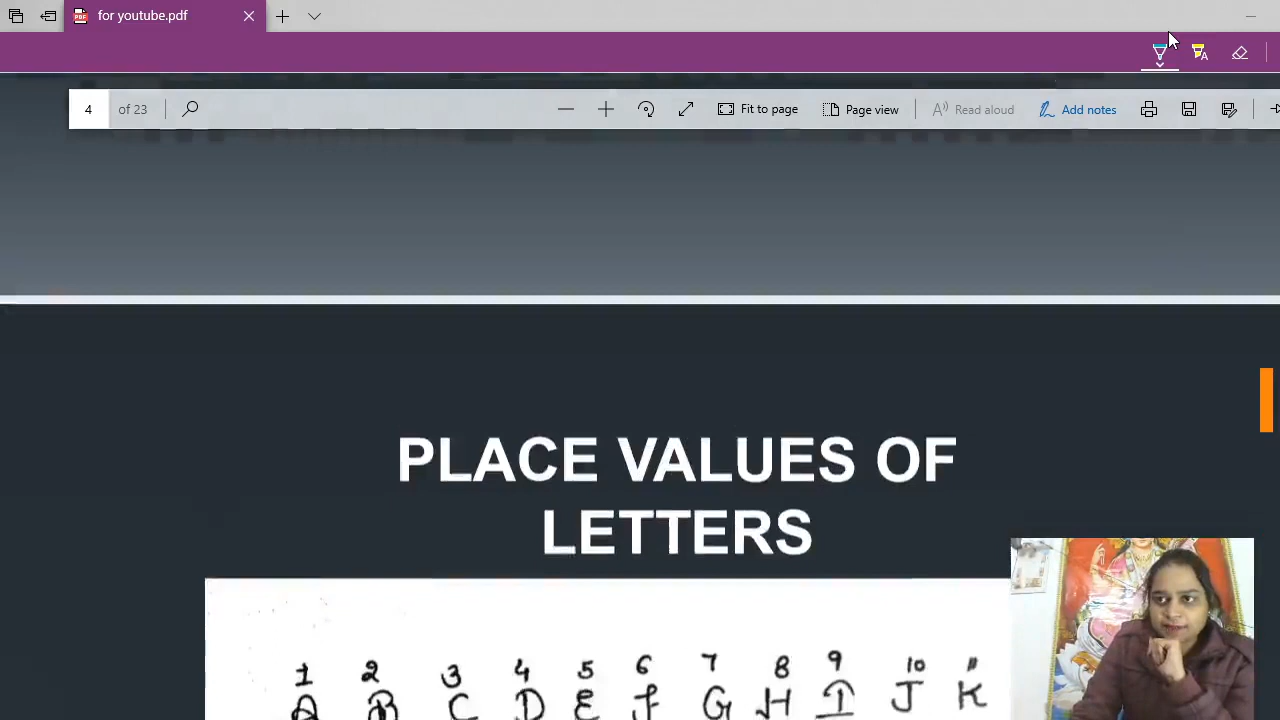 for youtube.pdf
4 of 23 Fit to page Page view Read aloud Add notes
PLACE VALUES OF
LETTERS
1 2 3 4 5 6 7 8 9 10 11
A B C D E F G H I J K